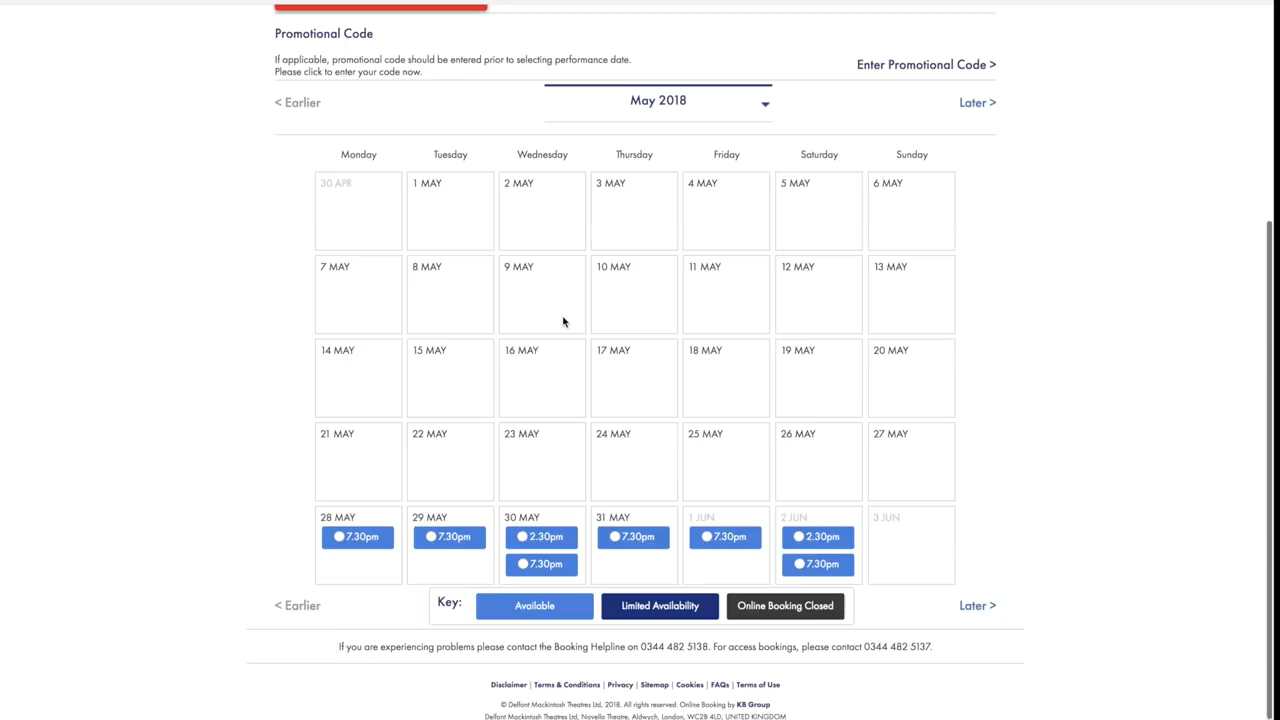 Promotional Code
If applicable, promotional code should be entered prior to selecting performance date.
Please click to enter your code now.
Enter Promotional Code >
< Earlier
May 2018
Later >
Monday Tuesday Wednesday Thursday Friday Saturday Sunday
30 APR 1 MAY 2 MAY 3 MAY 4 MAY 5 MAY 6 MAY
7 MAY 8 MAY 9 MAY 10 MAY 11 MAY 12 MAY 13 MAY
14 MAY 15 MAY 16 MAY 17 MAY 18 MAY 19 MAY 20 MAY
21 MAY 22 MAY 23 MAY 24 MAY 25 MAY 26 MAY 27 MAY
28 MAY 29 MAY 30 MAY 31 MAY 1 JUN 2 JUN 3 JUN
7.30pm 7.30pm 2.30pm 7.30pm 7.30pm 2.30pm
7.30pm 7.30pm
< Earlier Key: Available Limited Availability Online Booking Closed Later >
If you are experiencing problems please contact the Booking Helpline on 0344 482 5138. For access bookings, please contact 0344 482 5137.
Disclaimer | Terms & Conditions | Privacy | Sitemap | Cookies | FAQs | Terms of Use
© Delfont Mackintosh Theatres Ltd, 2018. All rights reserved. Online Booking by KB Group
Delfont Mackintosh Theatres Ltd, Novello Theatre, Aldwych, London, WC2B 4LD, UNITED KINGDOM